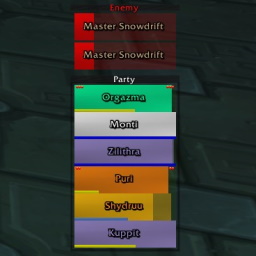 Enemy
Master Snowdrift
Master Snowdrift
Party
Orgazma
Monti
Zilithra
Puri
Shydruu
Kuppit